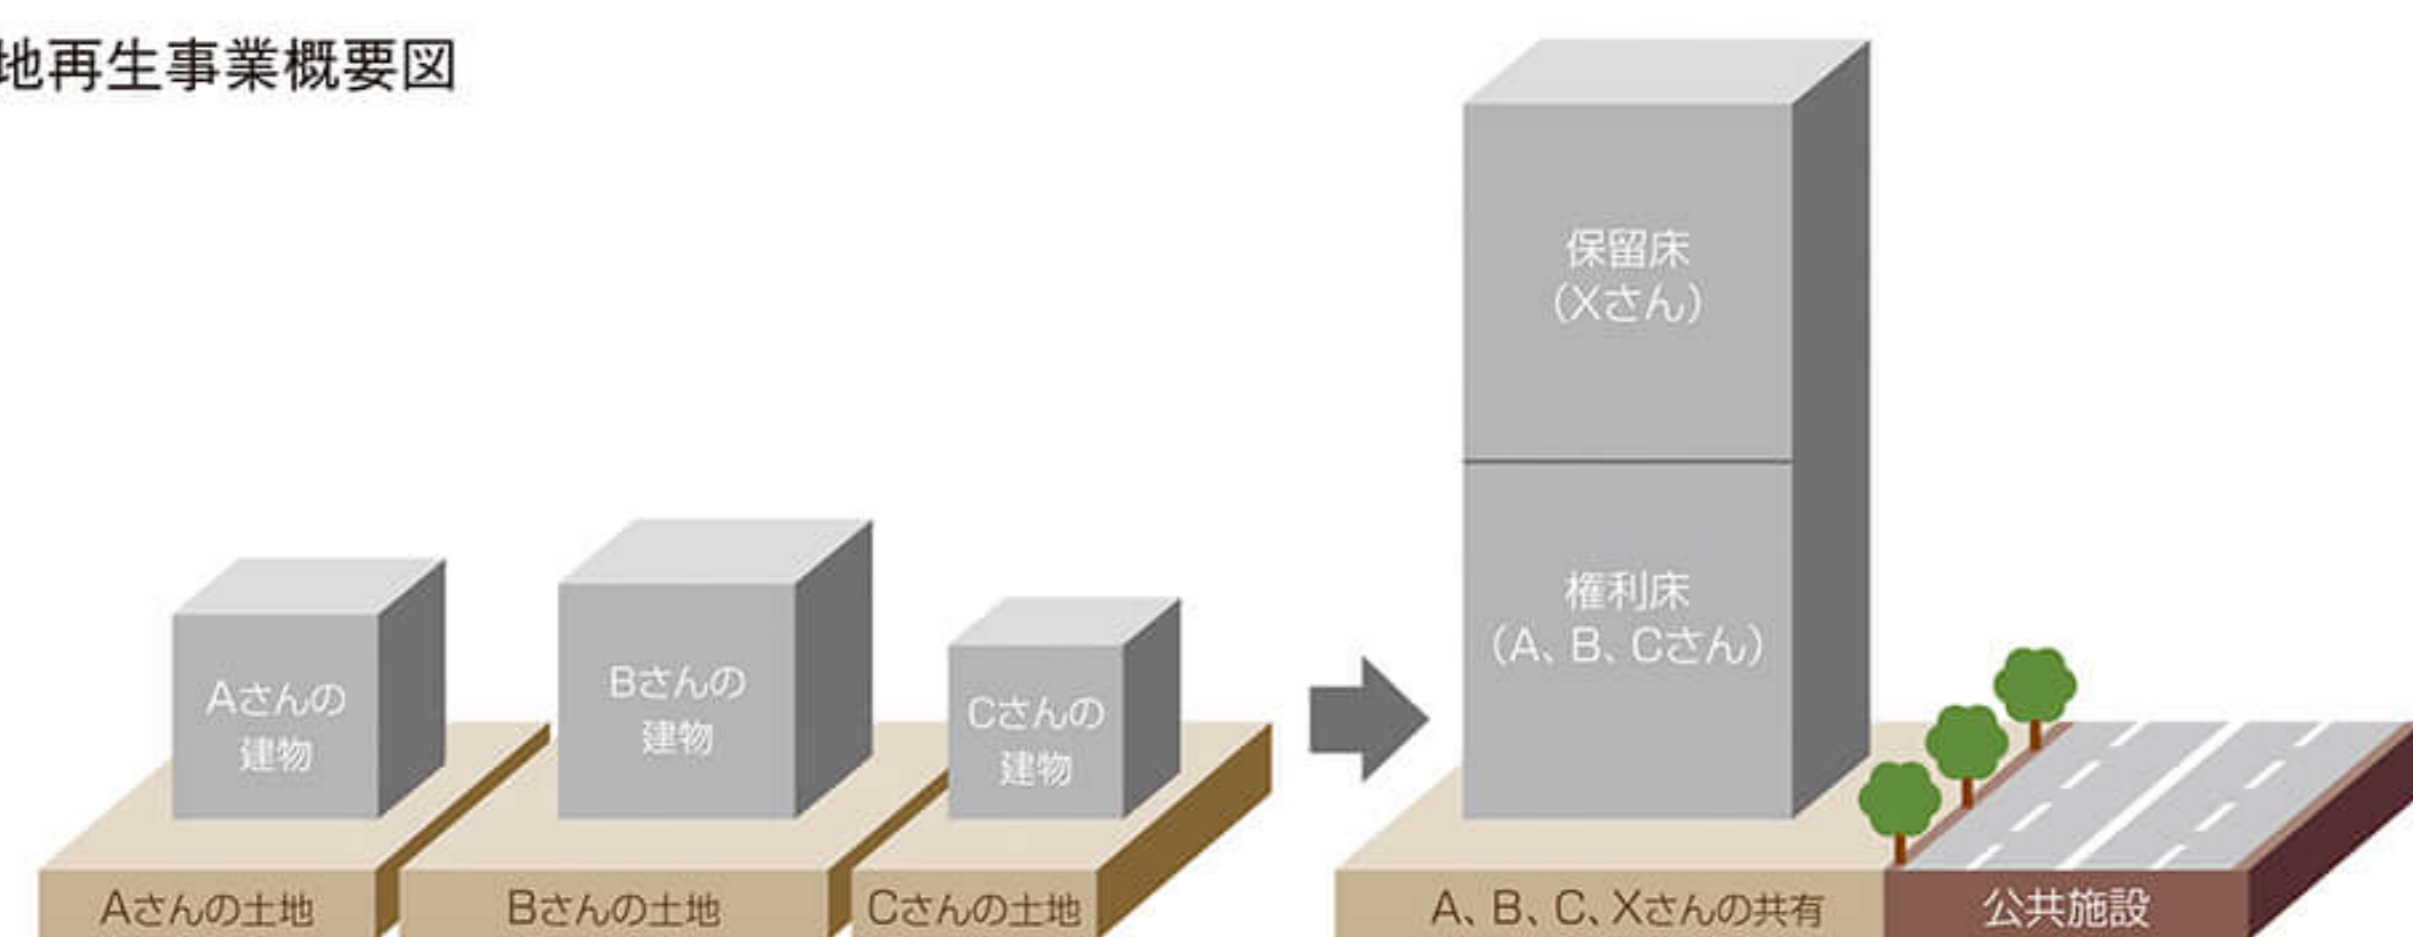 地再生事業概要図
保留床
(Xさん)
権利床
(A、B、Cさん)
Aさんの
建物
Bさんの
建物
Cさんの
建物
Aさんの土地
Bさんの土地
Cさんの土地
A、B、C、Xさんの共有
公共施設